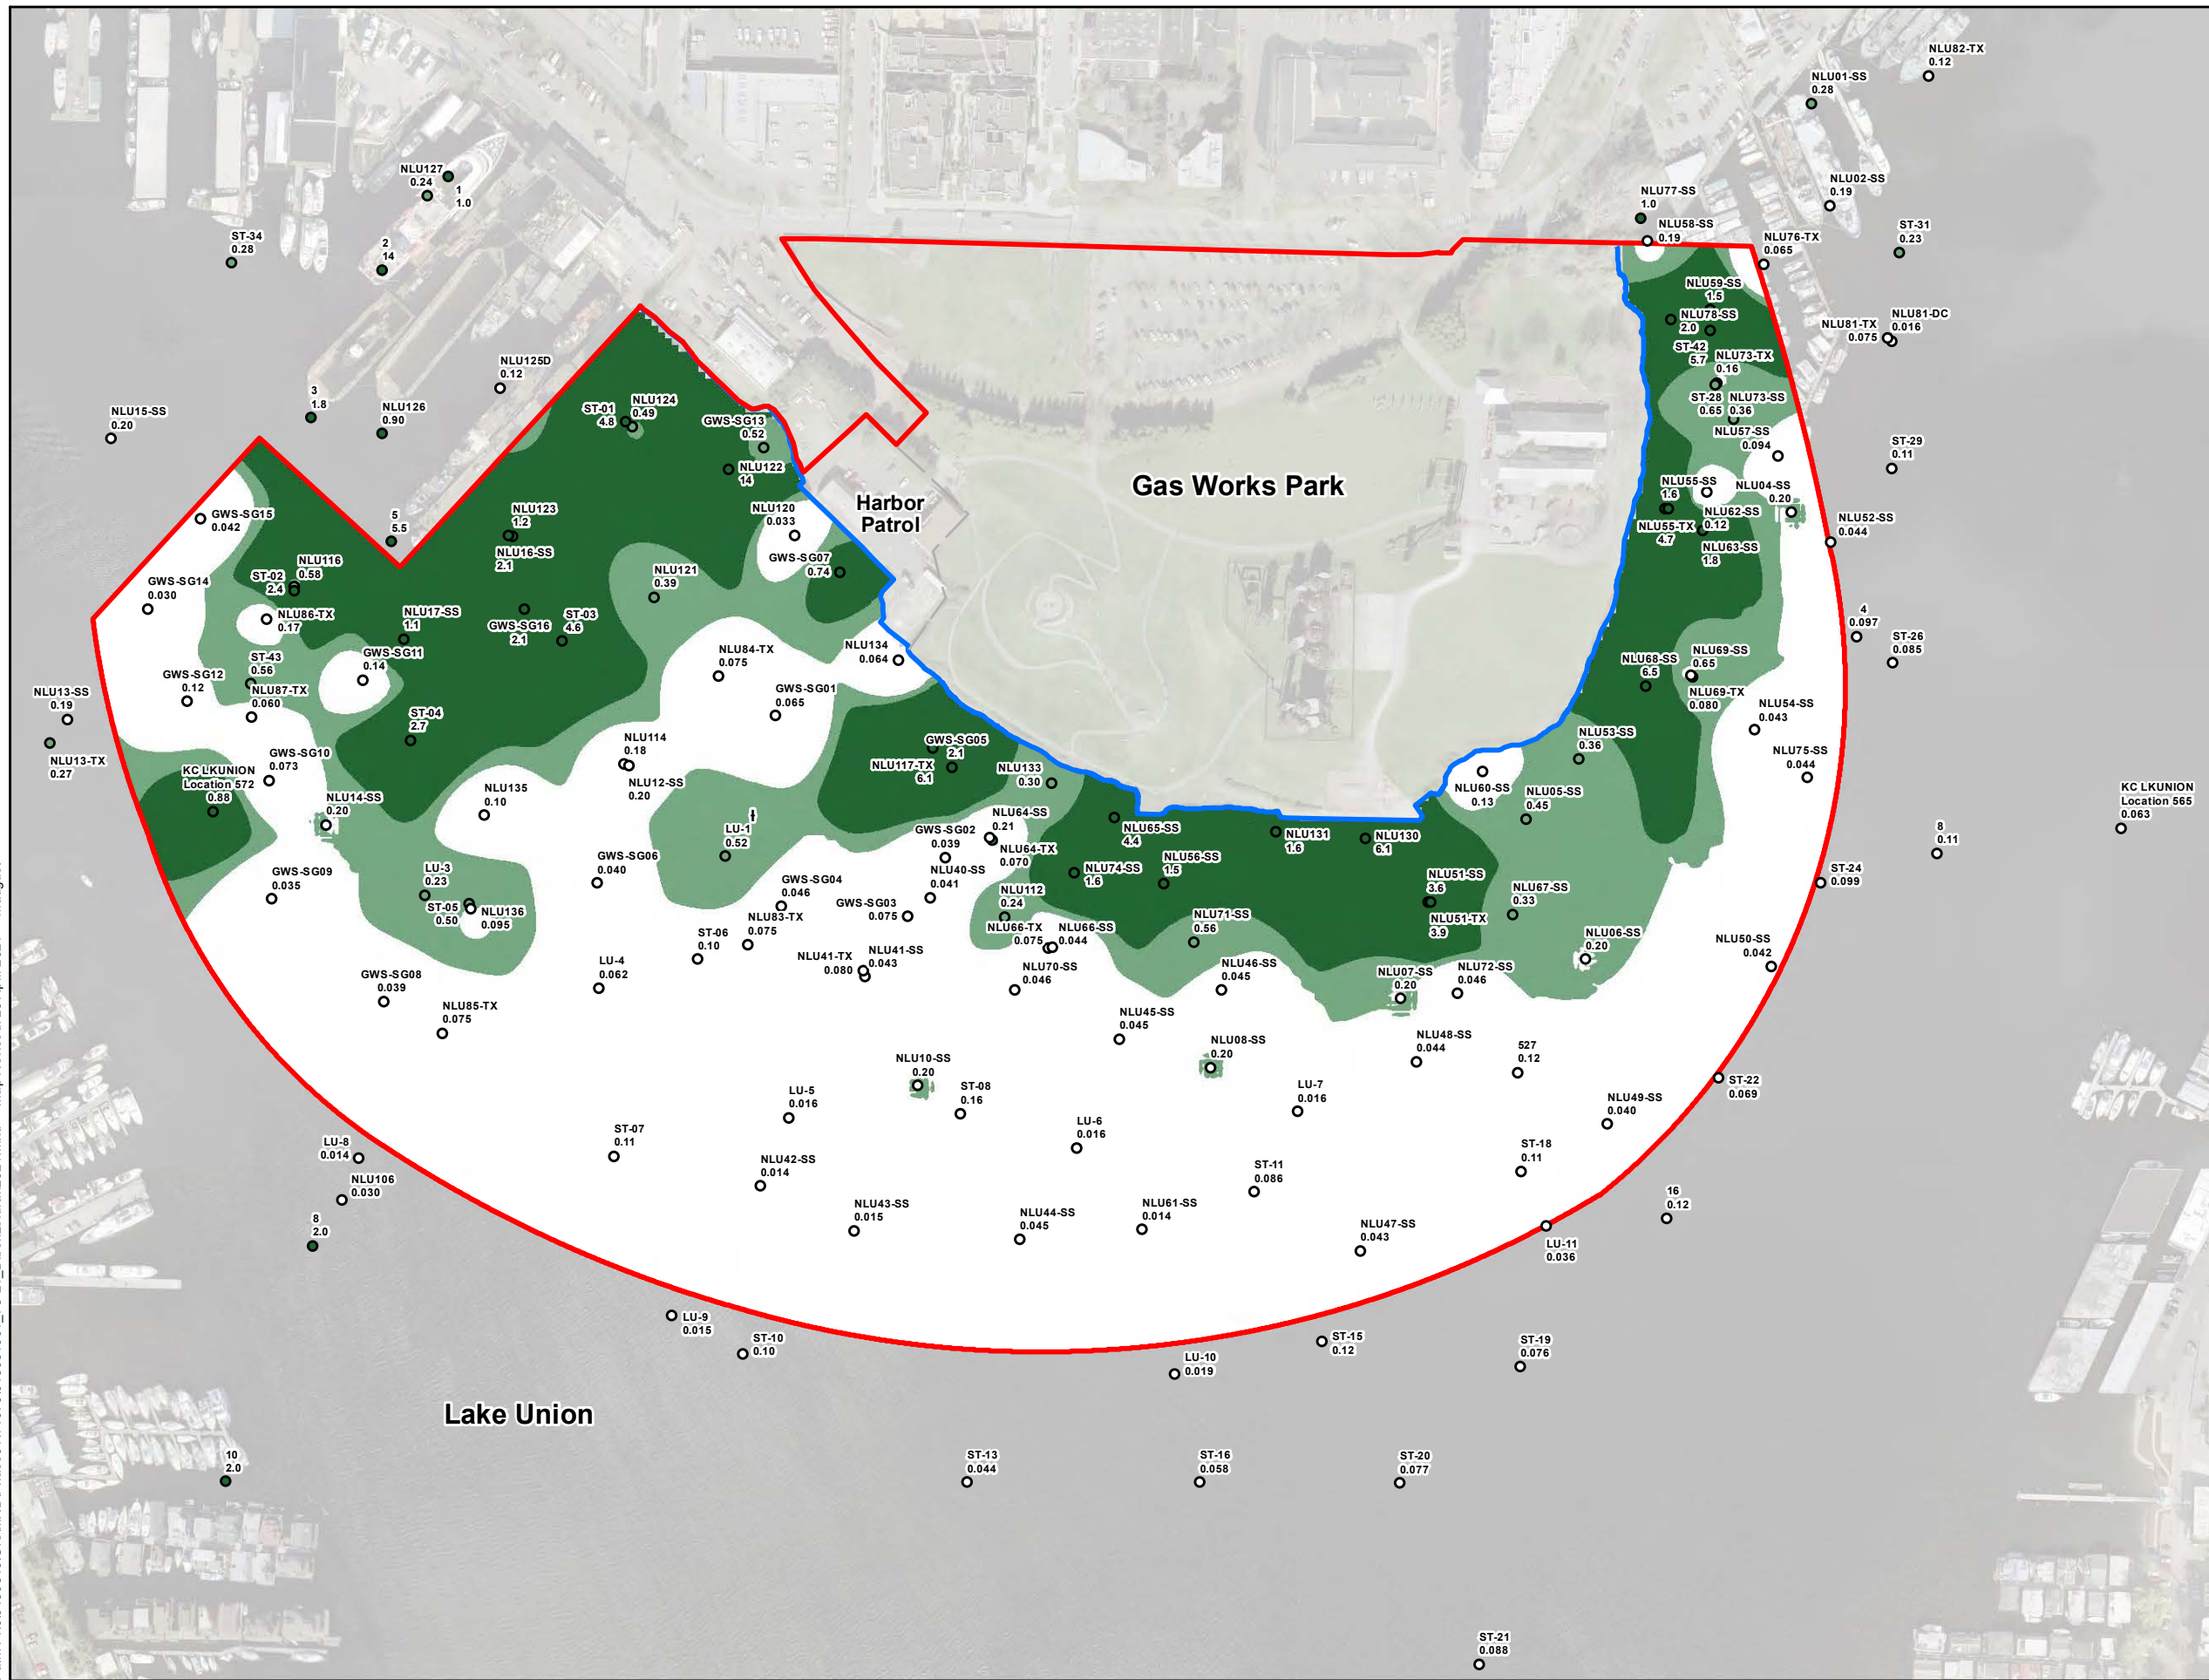 NLU82-TX
0.12
NLU01-SS
0.28
NLU127
0.24
1
1.0
NLU02-SS
0.19
NLU77-SS
1.0
NLU58-SS
0.19
ST-31
0.23
ST-34
0.28
2
14
NLU76-TX
0.065
NLU59-SS
1.5
NLU78-SS
2.0
NLU81-DC
0.016
NLU81-TX
0.075
ST-42
5.7
NLU73-TX
0.16
NLU125D
0.12
3
1.8
NLU126
0.90
NLU15-SS
0.20
ST-01
4.8
NLU124
0.49
GWS-SG13
0.52
ST-28
0.65
NLU73-SS
0.36
NLU57-SS
0.094
ST-29
0.11
NLU122
14
Gas Works Park
Harbor
Patrol
NLU55-SS
1.6
NLU04-SS
0.20
NLU62-SS
0.12
NLU55-TX
4.7
NLU63-SS
1.8
NLU52-SS
0.044
GWS-SG15
0.042
5
5.5
NLU123
1.2
NLU16-SS
2.1
NLU120
0.033
GWS-SG07
0.74
NLU116
0.58
ST-02
2.4
GWS-SG14
0.030
NLU121
0.39
NLU86-TX
0.17
NLU17-SS
1.1
GWS-SG16
2.1
ST-03
4.6
4
0.097
ST-26
0.085
ST-43
0.56
GWS-SG11
0.14
NLU84-TX
0.075
NLU134
0.064
NLU68-SS
6.5
NLU69-SS
0.65
NLU69-TX
0.080
GWS-SG12
0.12
NLU87-TX
0.060
GWS-SG01
0.065
NLU13-SS
0.19
NLU13-TX
0.27
ST-04
2.7
NLU54-SS
0.043
GWS-SG05
2.1
NLU53-SS
0.36
GWS-SG10
0.073
NLU114
0.18
NLU117-TX
6.1
NLU133
0.30
NLU75-SS
0.044
KC LKUNION
Location 572
0.88
NLU12-SS
0.20
NLU60-SS
0.13
NLU05-SS
0.45
KC LKUNION
Location 565
0.063
NLU14-SS
0.20
NLU135
0.10
LU-1
0.52
NLU64-SS
0.21
GWS-SG02
0.039
NLU64-TX
0.070
NLU65-SS
4.4
NLU131
1.6
NLU130
6.1
8
0.11
GWS-SG06
0.040
NLU40-SS
0.041
NLU74-SS
1.6
NLU56-SS
1.5
NLU51-SS
3.6
ST-24
0.099
GWS-SG09
0.035
LU-3
0.23
GWS-SG04
0.046
GWS-SG03
0.075
NLU112
0.24
NLU67-SS
0.33
ST-05
0.50
NLU136
0.095
NLU83-TX
0.075
NLU66-TX
0.075
NLU66-SS
0.044
NLU71-SS
0.56
NLU51-TX
3.9
ST-06
0.10
NLU41-TX
0.080
NLU41-SS
0.043
NLU06-SS
0.20
NLU50-SS
0.042
GWS-SG08
0.039
LU-4
0.062
NLU70-SS
0.046
NLU46-SS
0.045
NLU07-SS
0.20
NLU72-SS
0.046
NLU85-TX
0.075
NLU45-SS
0.045
NLU08-SS
0.20
NLU48-SS
0.044
527
0.12
NLU10-SS
0.20
ST-08
0.16
LU-5
0.016
LU-7
0.016
ST-22
0.069
NLU49-SS
0.040
LU-8
0.014
ST-07
0.11
LU-6
0.016
ST-18
0.11
NLU42-SS
0.014
ST-11
0.086
NLU106
0.030
8
2.0
NLU43-SS
0.015
NLU44-SS
0.045
NLU61-SS
0.014
NLU47-SS
0.043
16
0.12
LU-11
0.036
LU-9
0.015
ST-10
0.10
LU-10
0.019
ST-15
0.12
ST-19
0.076
Lake Union
10
2.0
ST-13
0.044
ST-16
0.058
ST-20
0.077
ST-21
0.088